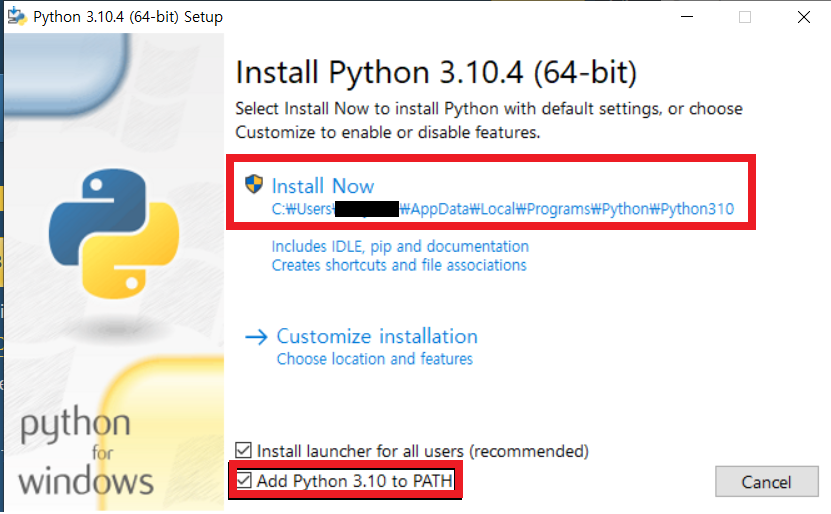 Python 3.10.4 (64-bit) Setup
Install Python 3.10.4 (64-bit)
Select Install Now to install Python with default settings, or choose
Customize to enable or disable features.
Install Now
C:₩Users₩ ₩AppData₩Local₩Programs₩Python₩Python310
Includes IDLE, pip and documentation
Creates shortcuts and file associations
Customize installation
Choose location and features
python
for
windows
Install launcher for all users (recommended)
Add Python 3.10 to PATH
Cancel